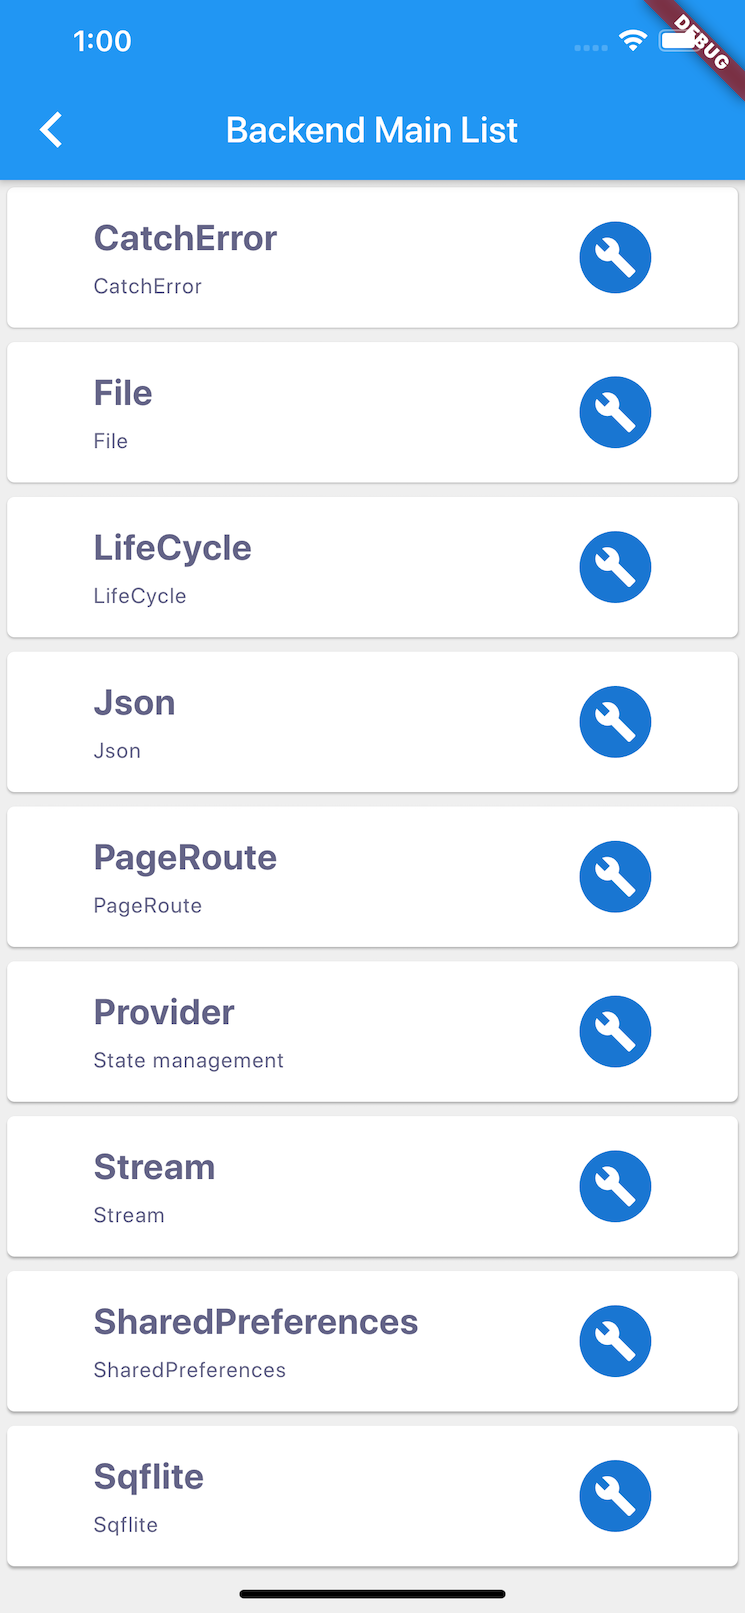 1:00
DEBUG
Backend Main List
CatchError
CatchError
File
File
LifeCycle
LifeCycle
Json
Json
PageRoute
PageRoute
Provider
State management
Stream
Stream
SharedPreferences
SharedPreferences
Sqflite
Sqflite